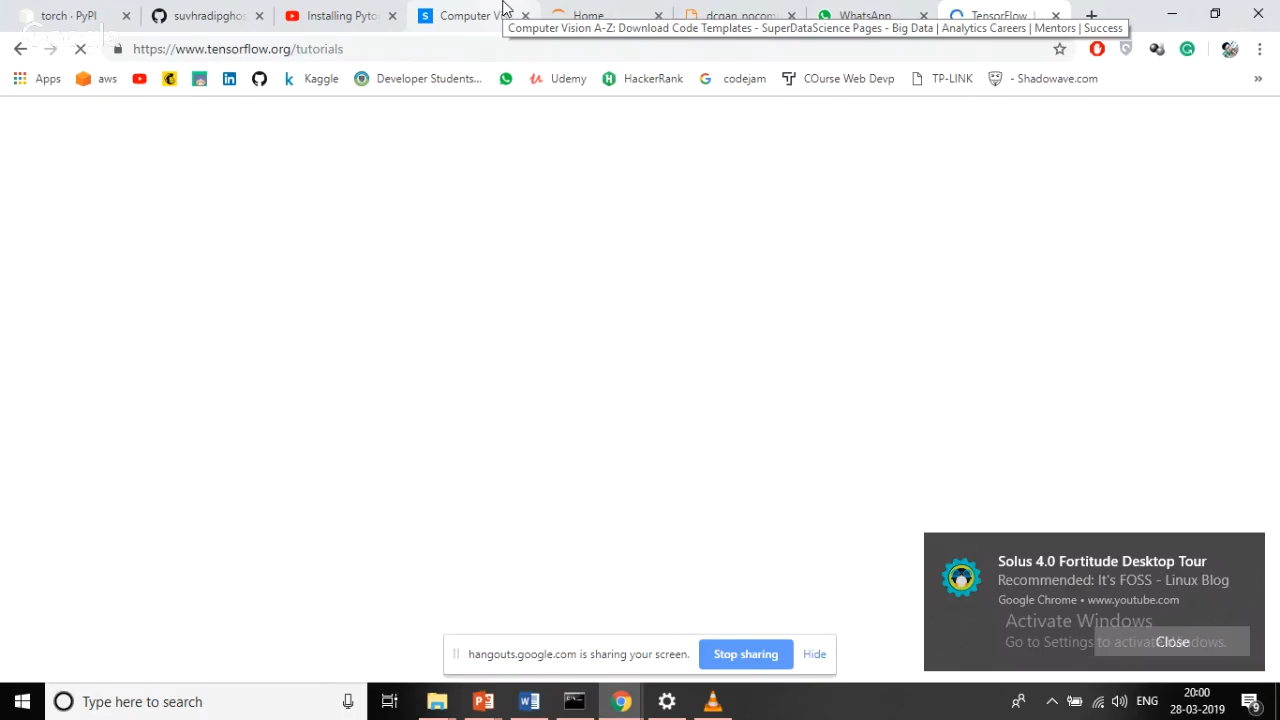 torch · PyPI
suvhradipghos
Installing Pyto
Computer Vi
Home
WhatsApp
TensorFlow
Computer Vision A-Z: Download Code Templates - SuperDataScience Pages - Big Data | Analytics Careers | Mentors | Success
https://www.tensorflow.org/tutorials
Apps
aws
Kaggle
Developer Students...
Udemy
HackerRank
codejam
COurse Web Devp
TP-LINK
- Shadowave.com
»
Solus 4.0 Fortitude Desktop Tour
Recommended: It's FOSS - Linux Blog
Google Chrome • www.youtube.com
Activate Windows
Go to Settings to activate Windows.
Close
hangouts.google.com is sharing your screen.
Stop sharing
Hide
Type here to search
ENG
20:00
28-03-2019
9